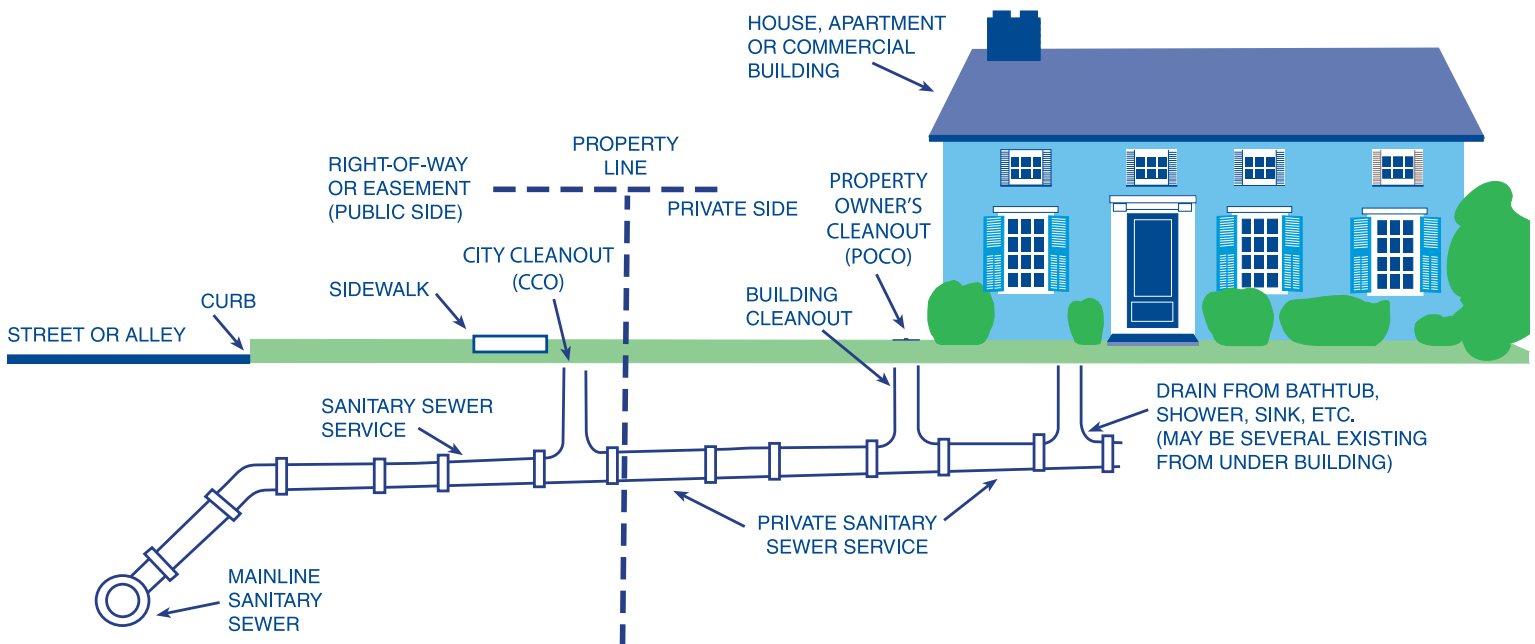 HOUSE, APARTMENT
OR COMMERCIAL
BUILDING
PROPERTY
LINE
RIGHT-OF-WAY
OR EASEMENT
(PUBLIC SIDE)
PRIVATE SIDE
PROPERTY
OWNER'S
CLEANOUT
(POCO)
CITY CLEANOUT
(CCO)
SIDEWALK
CURB
STREET OR ALLEY
BUILDING
CLEANOUT
SANITARY SEWER
SERVICE
DRAIN FROM BATHTUB,
SHOWER, SINK, ETC.
(MAY BE SEVERAL EXISTING
FROM UNDER BUILDING)
PRIVATE SANITARY
SEWER SERVICE
MAINLINE
SANITARY
SEWER